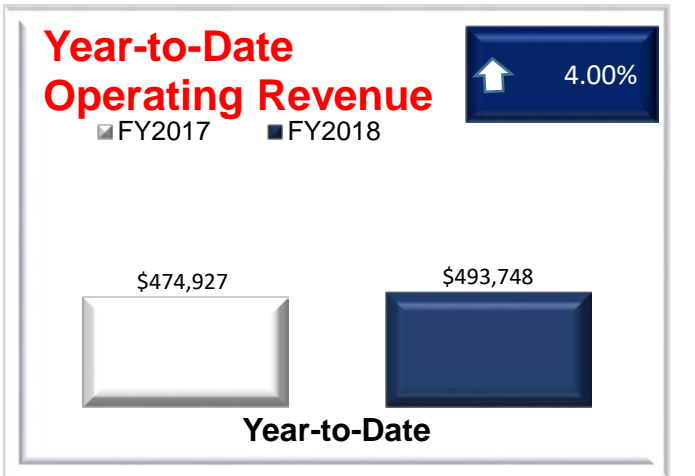 Year-to-Date
Operating Revenue
4.00%
FY2017 FY2018
$474,927
$493,748
Year-to-Date